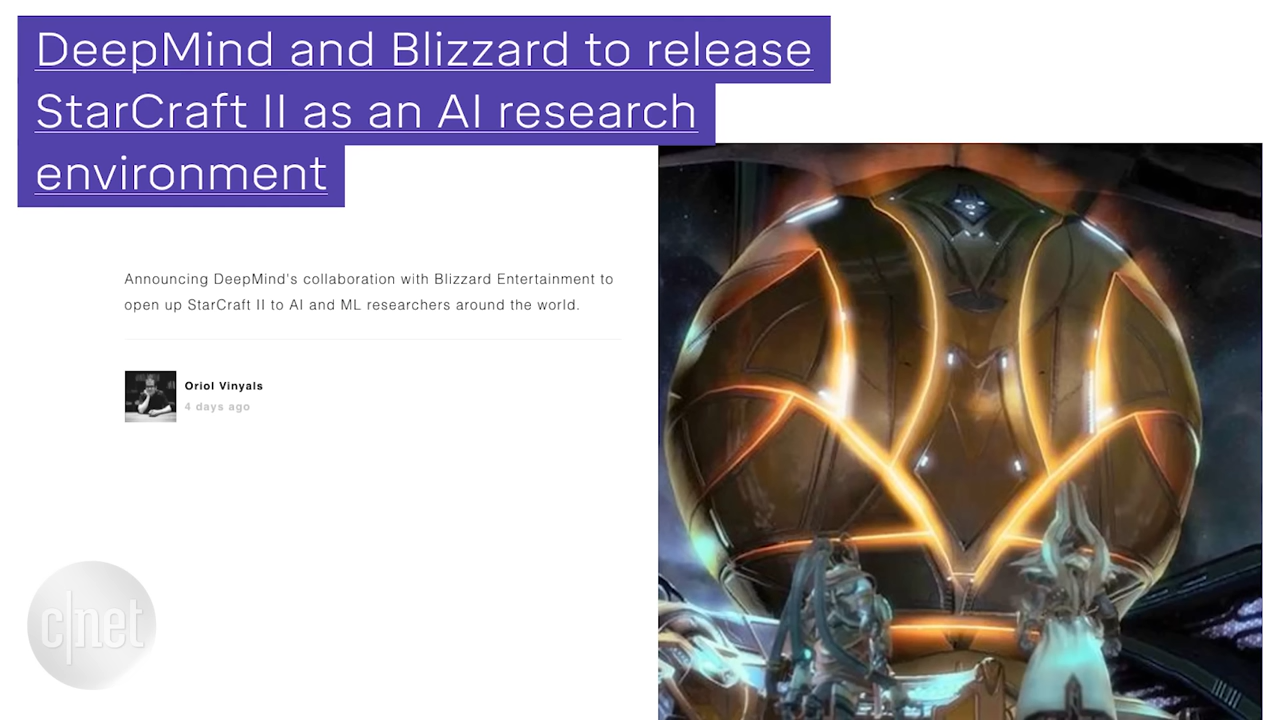 DeepMind and Blizzard to release
StarCraft II as an AI research
environment
Announcing DeepMind's collaboration with Blizzard Entertainment to
open up StarCraft II to AI and ML researchers around the world.
Oriol Vinyals
4 days ago
c|net